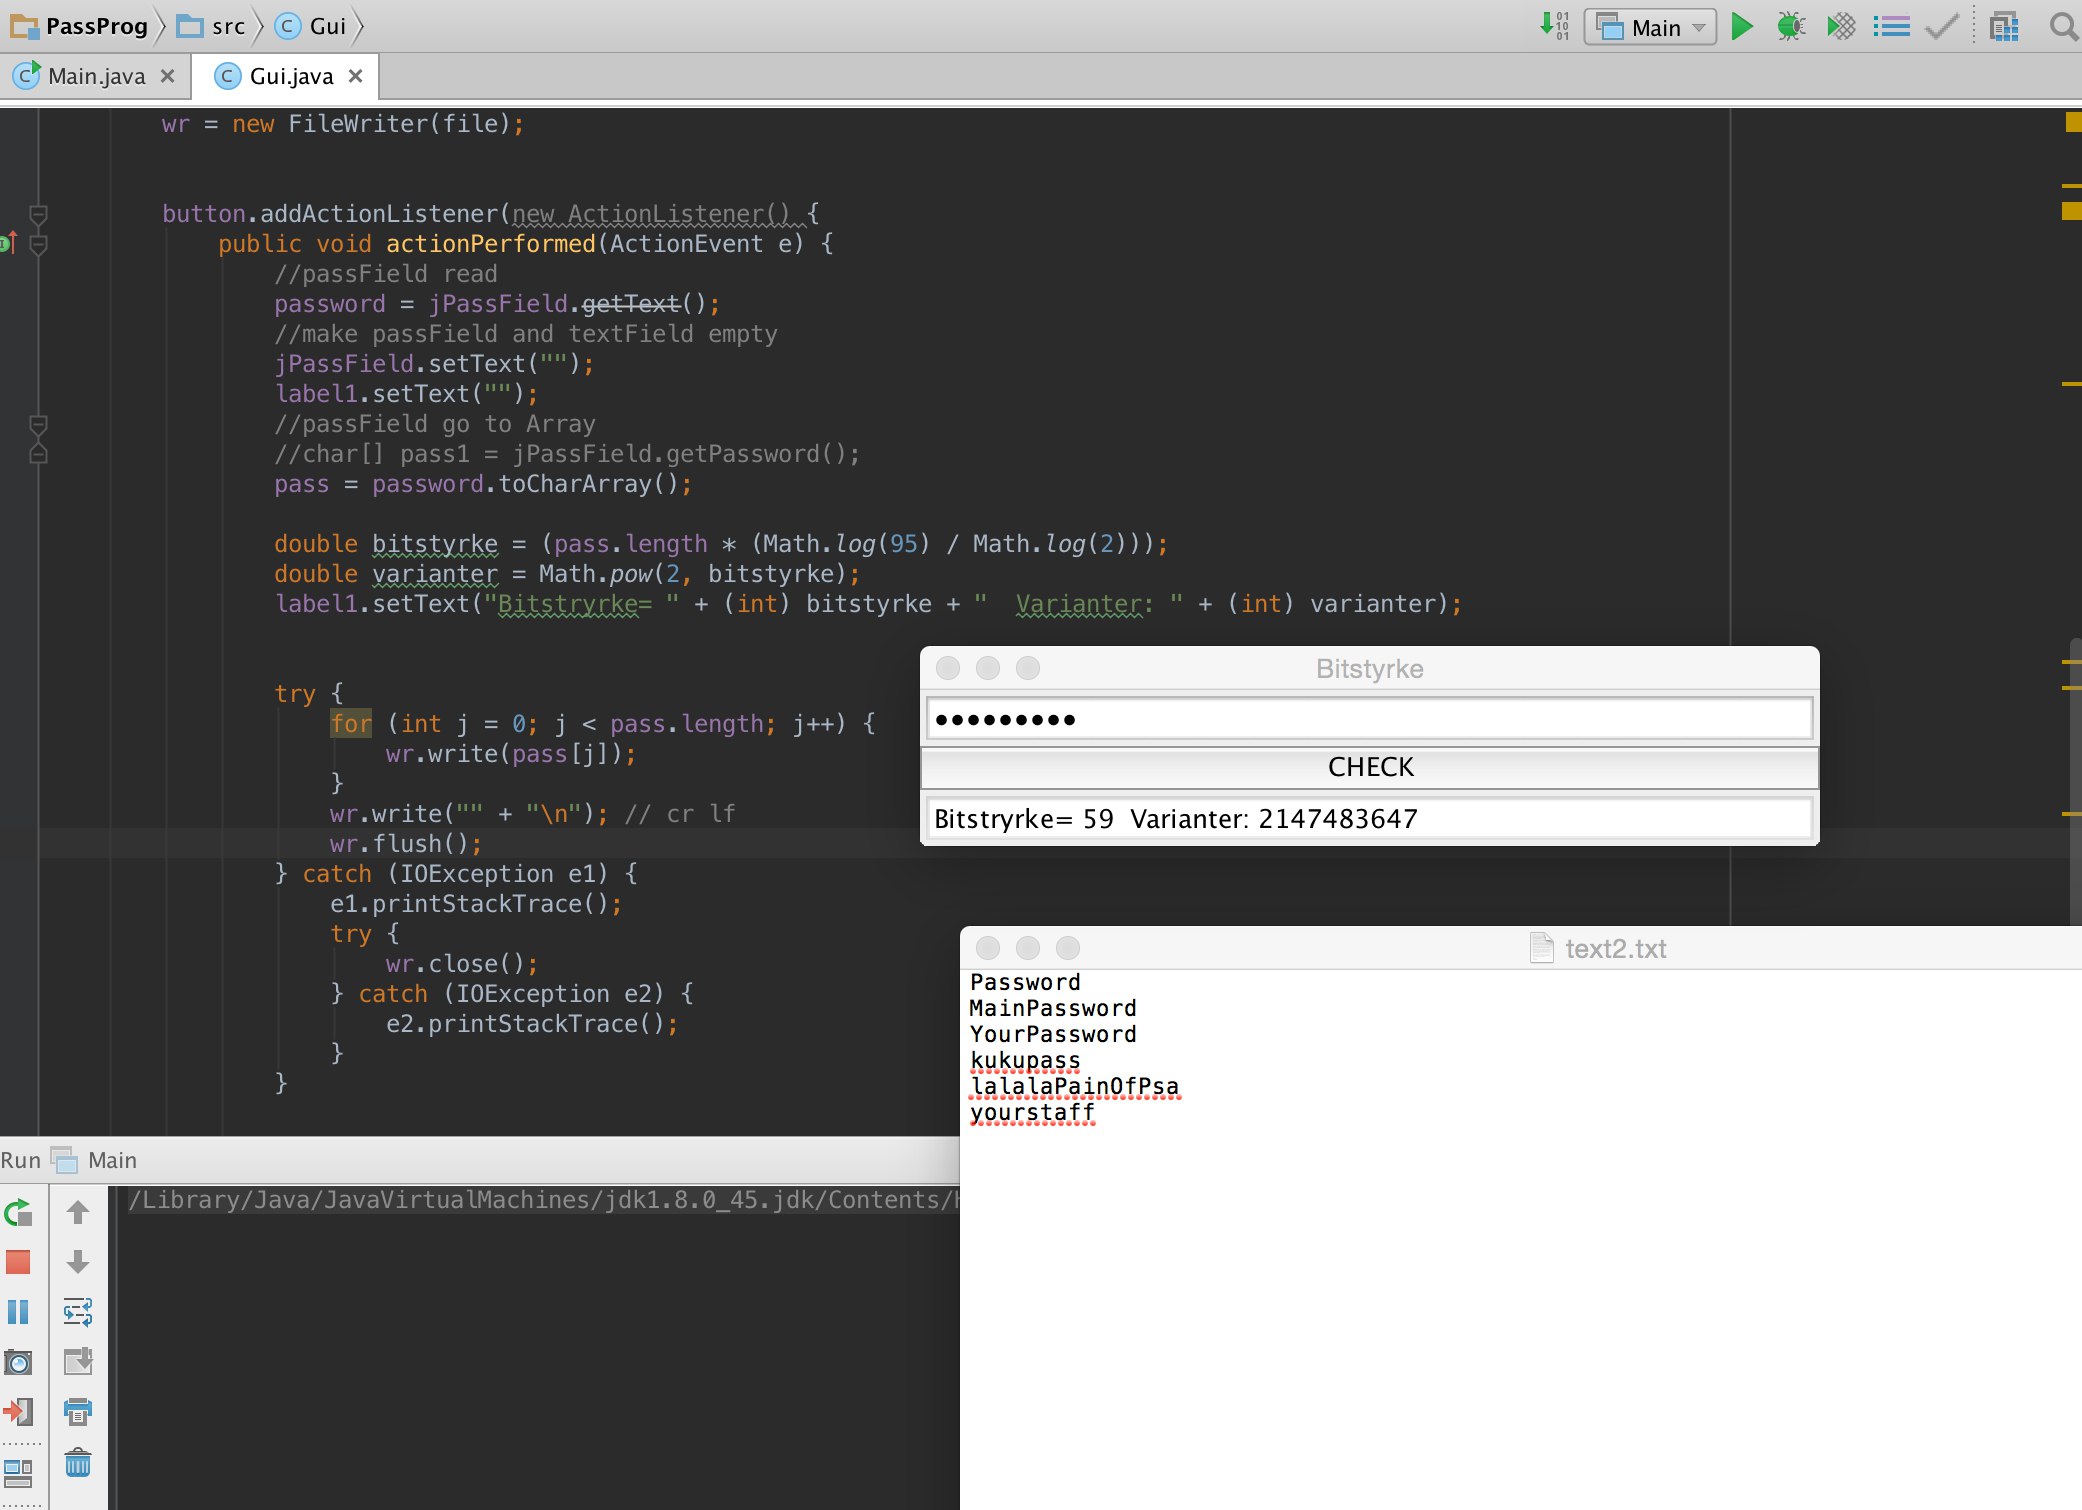 PassProg src Gui Main
Main.java Gui.java
wr = new FileWriter(file);
button.addActionListener(new ActionListener() {
public void actionPerformed(ActionEvent e) {
//passField read
password = jPassField.getText();
//make passField and textField empty
jPassField.setText("");
label1.setText("");
//passField go to Array
//char[] pass1 = jPassField.getPassword();
pass = password.toCharArray();
double bitstyrke = (pass.length * (Math.log(95) / Math.log(2)));
double varianter = Math.pow(2, bitstyrke);
label1.setText("Bitstryrke= " + (int) bitstyrke + "  Varianter: " + (int) varianter);
try {
for (int j = 0; j < pass.length; j++) {
wr.write(pass[j]);
}
wr.write("" + "\n"); // cr lf
wr.flush();
} catch (IOException e1) {
e1.printStackTrace();
try {
wr.close();
} catch (IOException e2) {
e2.printStackTrace();
}
}
Bitstyrke
•••••••••
CHECK
Bitstryrke= 59  Varianter: 2147483647
text2.txt
Password
MainPassword
YourPassword
kukupass
lalalaPainOfPsa
yourstaff
Run Main
/Library/Java/JavaVirtualMachines/jdk1.8.0_45.jdk/Contents/